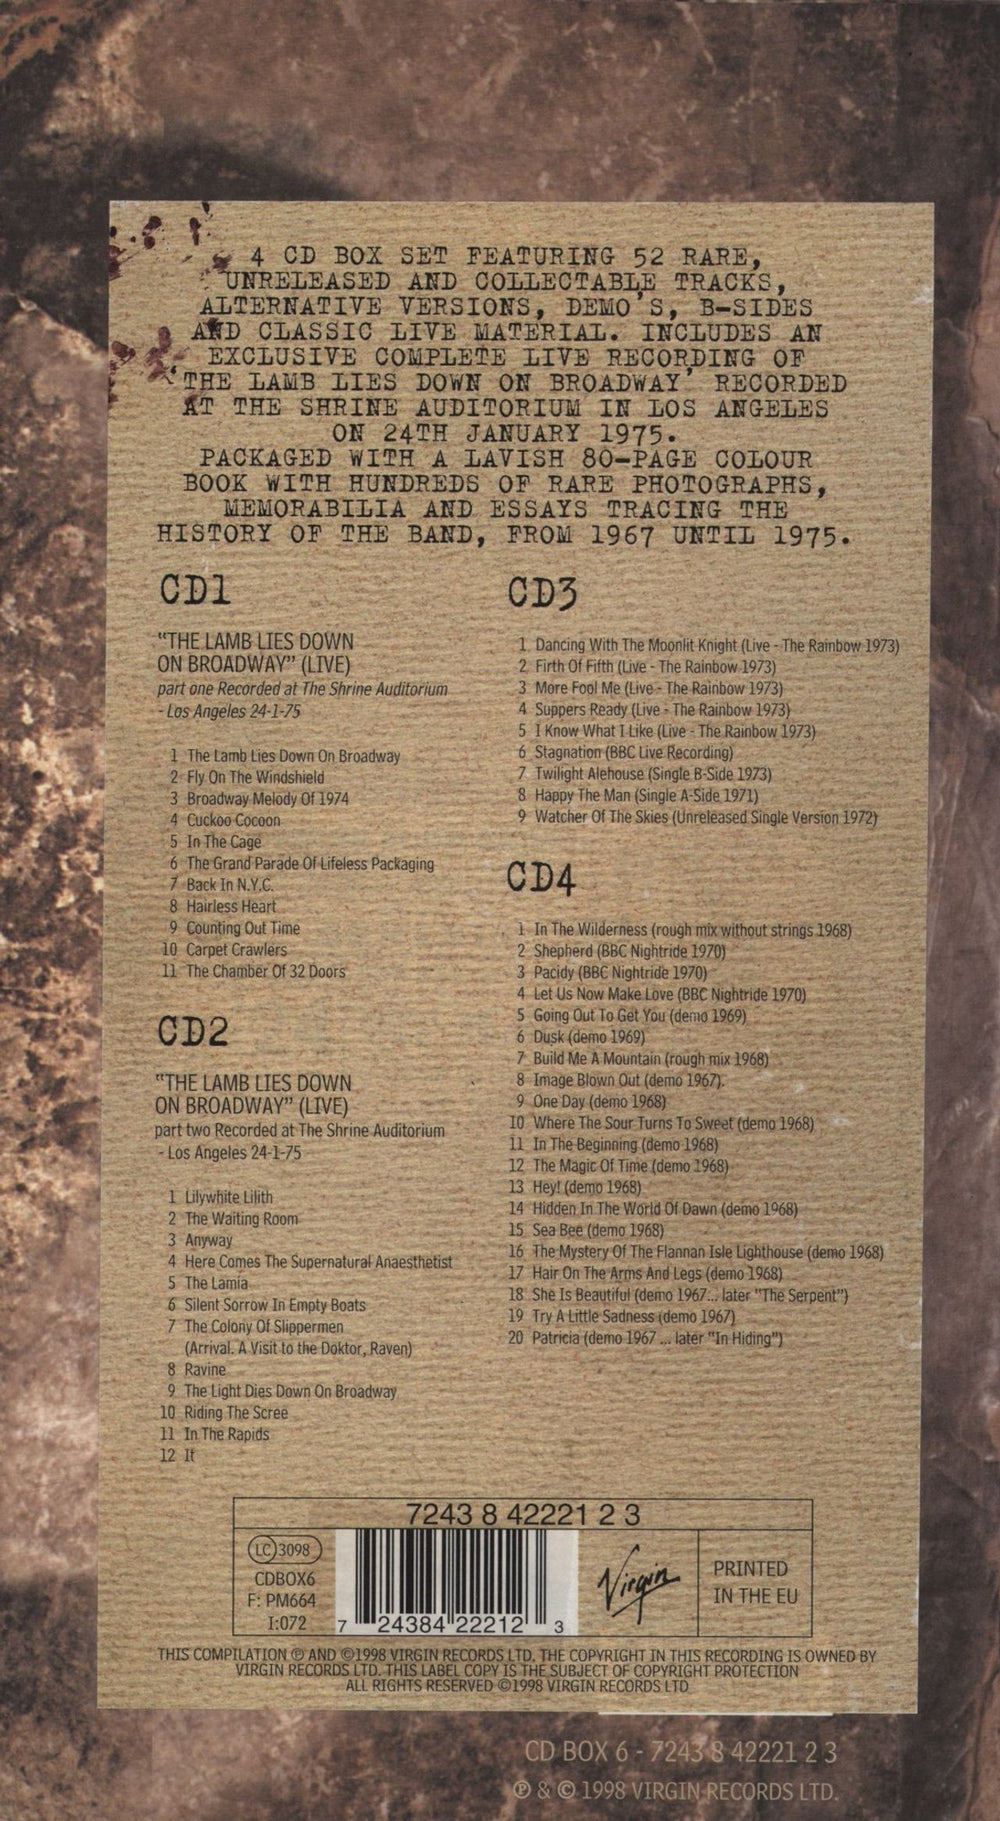 4 CD BOX SET FEATURING 52 RARE,
UNRELEASED AND COLLECTABLE TRACKS,
ALTERNATIVE VERSIONS, DEMO'S, B-SIDES
AND CLASSIC LIVE MATERIAL. INCLUDES AN
EXCLUSIVE COMPLETE LIVE RECORDING OF
'THE LAMB LIES DOWN ON BROADWAY' RECORDED
AT THE SHRINE AUDITORIUM IN LOS ANGELES
ON 24TH JANUARY 1975.
PACKAGED WITH A LAVISH 80-PAGE COLOUR
BOOK WITH HUNDREDS OF RARE PHOTOGRAPHS,
MEMORABILIA AND ESSAYS TRACING THE
HISTORY OF THE BAND, FROM 1967 UNTIL 1975.
CD1
"THE LAMB LIES DOWN
ON BROADWAY" (LIVE)
part one Recorded at The Shrine Auditorium
- Los Angeles 24-1-75
1 The Lamb Lies Down On Broadway
2 Fly On The Windshield
3 Broadway Melody Of 1974
4 Cuckoo Cocoon
5 In The Cage
6 The Grand Parade Of Lifeless Packaging
7 Back In N.Y.C.
8 Hairless Heart
9 Counting Out Time
10 Carpet Crawlers
11 The Chamber Of 32 Doors
CD2
"THE LAMB LIES DOWN
ON BROADWAY" (LIVE)
part two Recorded at The Shrine Auditorium
- Los Angeles 24-1-75
1 Lilywhite Lilith
2 The Waiting Room
3 Anyway
4 Here Comes The Supernatural Anaesthetist
5 The Lamia
6 Silent Sorrow In Empty Boats
7 The Colony Of Slippermen
(Arrival. A Visit to the Doktor, Raven)
8 Ravine
9 The Light Dies Down On Broadway
10 Riding The Scree
11 In The Rapids
12 It
CD3
1 Dancing With The Moonlit Knight (Live - The Rainbow 1973)
2 Firth Of Fifth (Live - The Rainbow 1973)
3 More Fool Me (Live - The Rainbow 1973)
4 Suppers Ready (Live - The Rainbow 1973)
5 I Know What I Like (Live - The Rainbow 1973)
6 Stagnation (BBC Live Recording)
7 Twilight Alehouse (Single B-Side 1973)
8 Happy The Man (Single A-Side 1971)
9 Watcher Of The Skies (Unreleased Single Version 1972)
CD4
1 In The Wilderness (rough mix without strings 1968)
2 Shepherd (BBC Nightride 1970)
3 Pacidy (BBC Nightride 1970)
4 Let Us Now Make Love (BBC Nightride 1970)
5 Going Out To Get You (demo 1969)
6 Dusk (demo 1969)
7 Build Me A Mountain (rough mix 1968)
8 Image Blown Out (demo 1967).
9 One Day (demo 1968)
10 Where The Sour Turns To Sweet (demo 1968)
11 In The Beginning (demo 1968)
12 The Magic Of Time (demo 1968)
13 Hey! (demo 1968)
14 Hidden In The World Of Dawn (demo 1968)
15 Sea Bee (demo 1968)
16 The Mystery Of The Flannan Isle Lighthouse (demo 1968)
17 Hair On The Arms And Legs (demo 1968)
18 She Is Beautiful (demo 1967... later "The Serpent")
19 Try A Little Sadness (demo 1967)
20 Patricia (demo 1967 ... later "In Hiding")
7243 8 42221 2 3
LC 3098
CDBOX6
F: PM664
I:072
7 24384 22212 3
Virgin
PRINTED
IN THE EU
THIS COMPILATION ℗ AND ©1998 VIRGIN RECORDS LTD. THE COPYRIGHT IN THIS RECORDING IS OWNED BY
VIRGIN RECORDS LTD. THIS LABEL COPY IS THE SUBJECT OF COPYRIGHT PROTECTION
ALL RIGHTS RESERVED ©1998 VIRGIN RECORDS LTD
CD BOX 6 - 7243 8 42221 2 3
℗ & © 1998 VIRGIN RECORDS LTD.